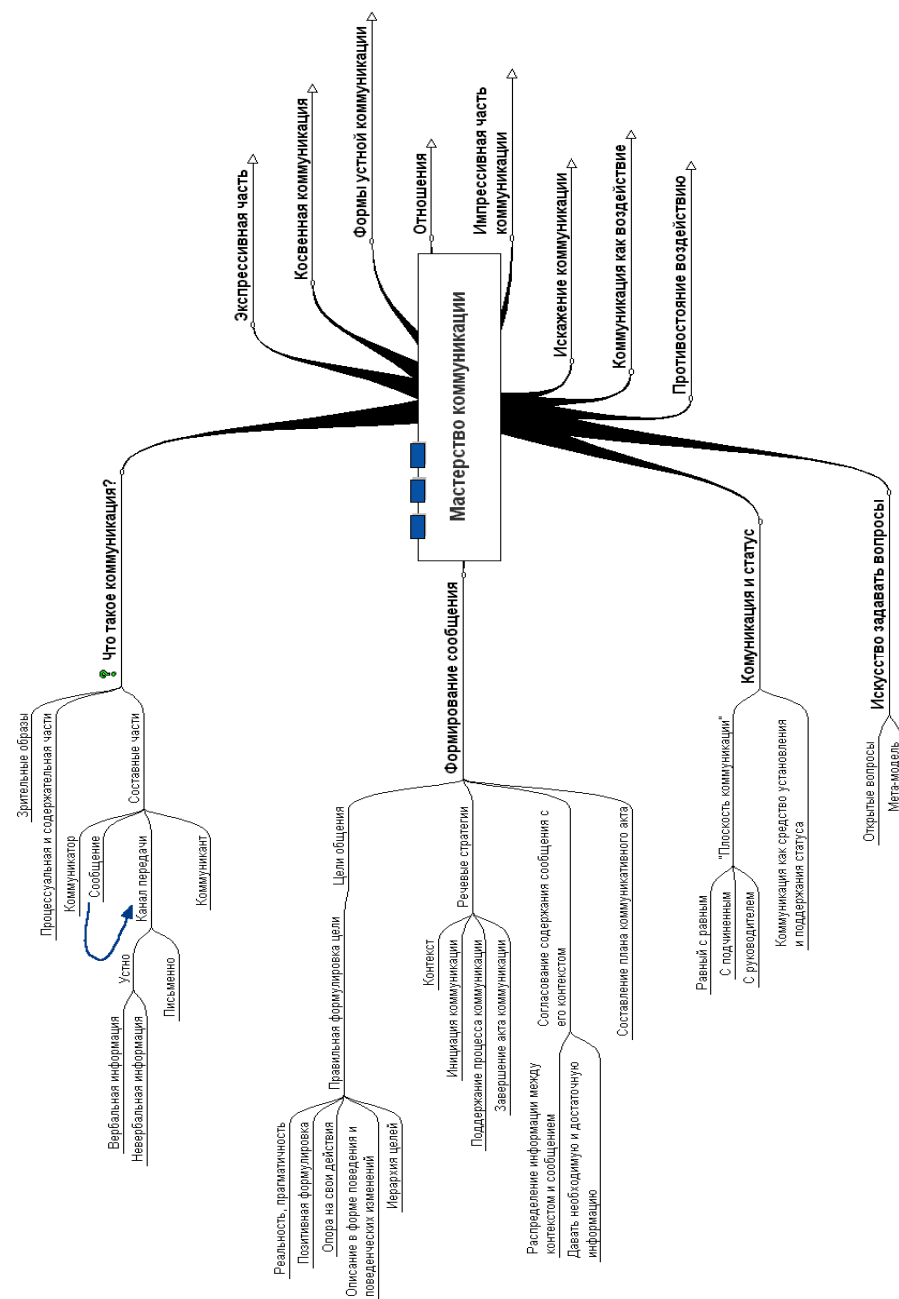 Мастерство коммуникации
? Что такое коммуникация?
Зрительные образы
Процессуальная и содержательная части
Составные части
Коммуникатор
Сообщение
Канал передачи
Устно
Вербальная информация
Невербальная информация
Письменно
Коммуникант
Формирование сообщения
Цели общения
Правильная формулировка цели
Реальность, прагматичность
Позитивная формулировка
Опора на свои действия
Описание в форме поведения и
поведенческих изменений
Иерархия целей
Речевые стратегии
Контекст
Инициация коммуникации
Поддержание процесса коммуникации
Завершение акта коммуникации
Согласование содержания сообщения с
его контекстом
Распределение информации между
контекстом и сообщением
Давать необходимую и достаточную
информацию
Составление плана коммуникативного акта
Комуникация и статус
"Плоскость коммуникации"
Равный с равным
С подчиненным
С руководителем
Коммуникация как средство установления
и поддержания статуса
Искусство задавать вопросы
Открытые вопросы
Мета-модель
Экспрессивная часть
Косвенная коммуникация
Формы устной коммуникации
Отношения
Импрессивная часть
коммуникации
Искажение коммуникации
Коммуникация как воздействие
Противостояние воздействию